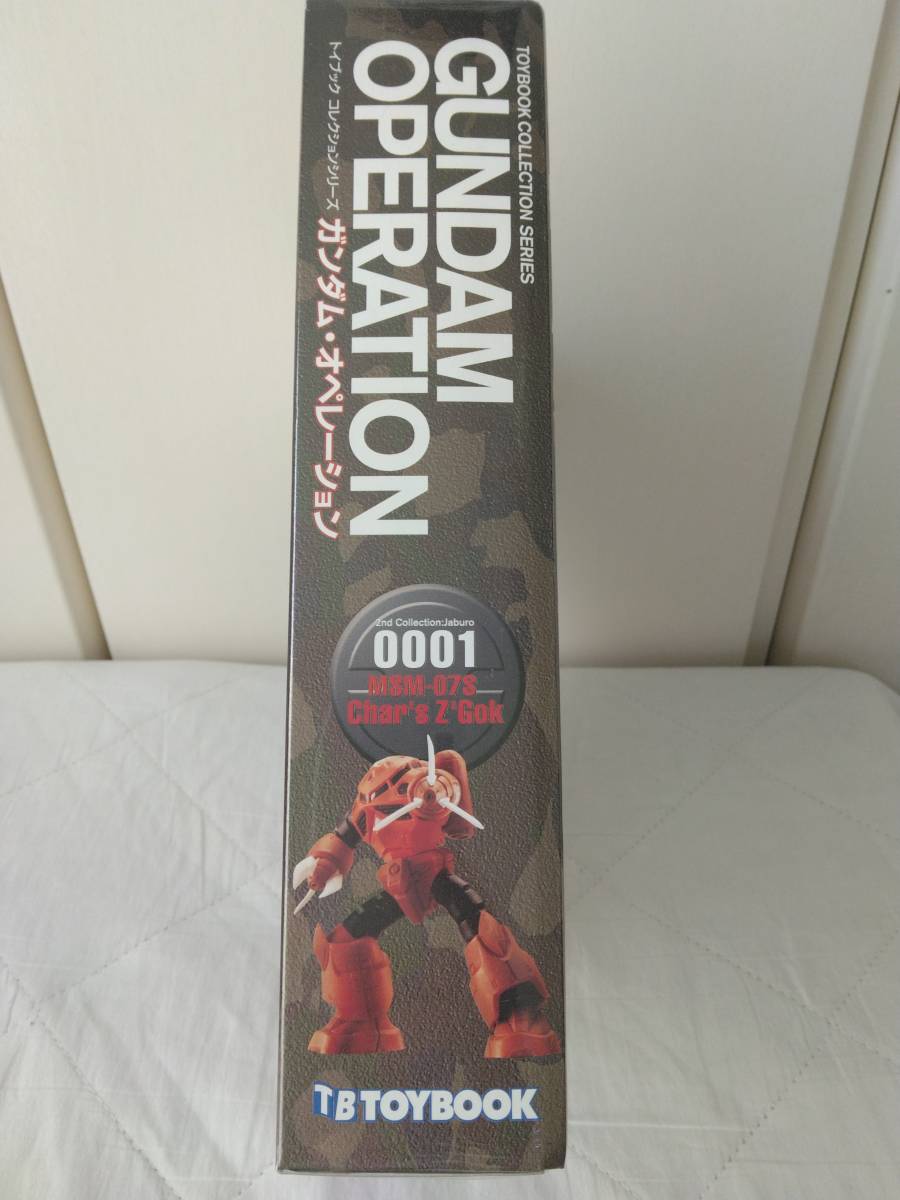 TOYBOOK COLLECTION SERIES
GUNDAM
OPERATION
トイブック コレクションシリーズ ガンダム・オペレーション
2nd Collection:Jaburo
0001
MSM-07S
Char's Z'Gok
TB TOYBOOK